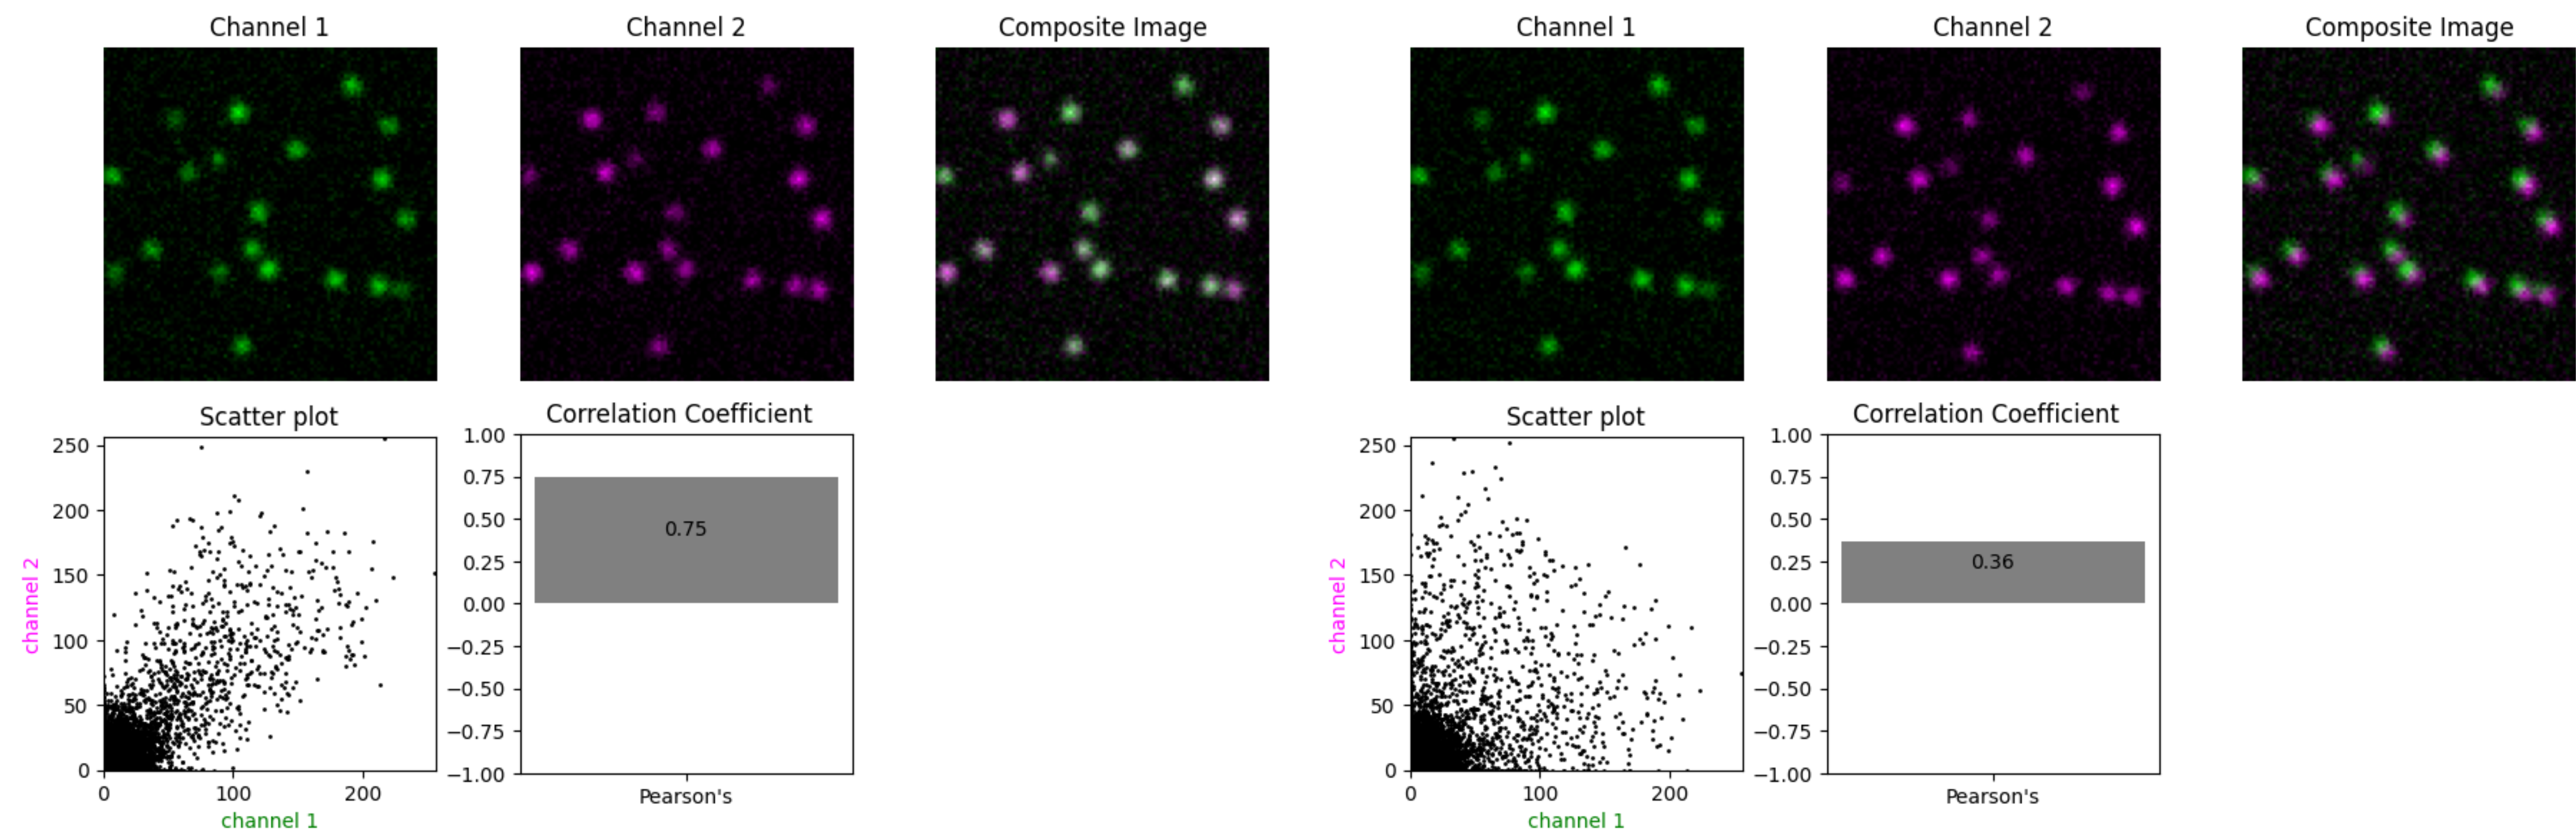 Channel 1
Channel 2
Composite Image
Channel 1
Channel 2
Composite Image
Scatter plot
250
200
150
100
50
0
0
100
200
channel 2
channel 1
Correlation Coefficient
1.00
0.75
0.50
0.25
0.00
−0.25
−0.50
−0.75
−1.00
0.75
Pearson's
Scatter plot
250
200
150
100
50
0
0
100
200
channel 2
channel 1
Correlation Coefficient
1.00
0.75
0.50
0.25
0.00
−0.25
−0.50
−0.75
−1.00
0.36
Pearson's